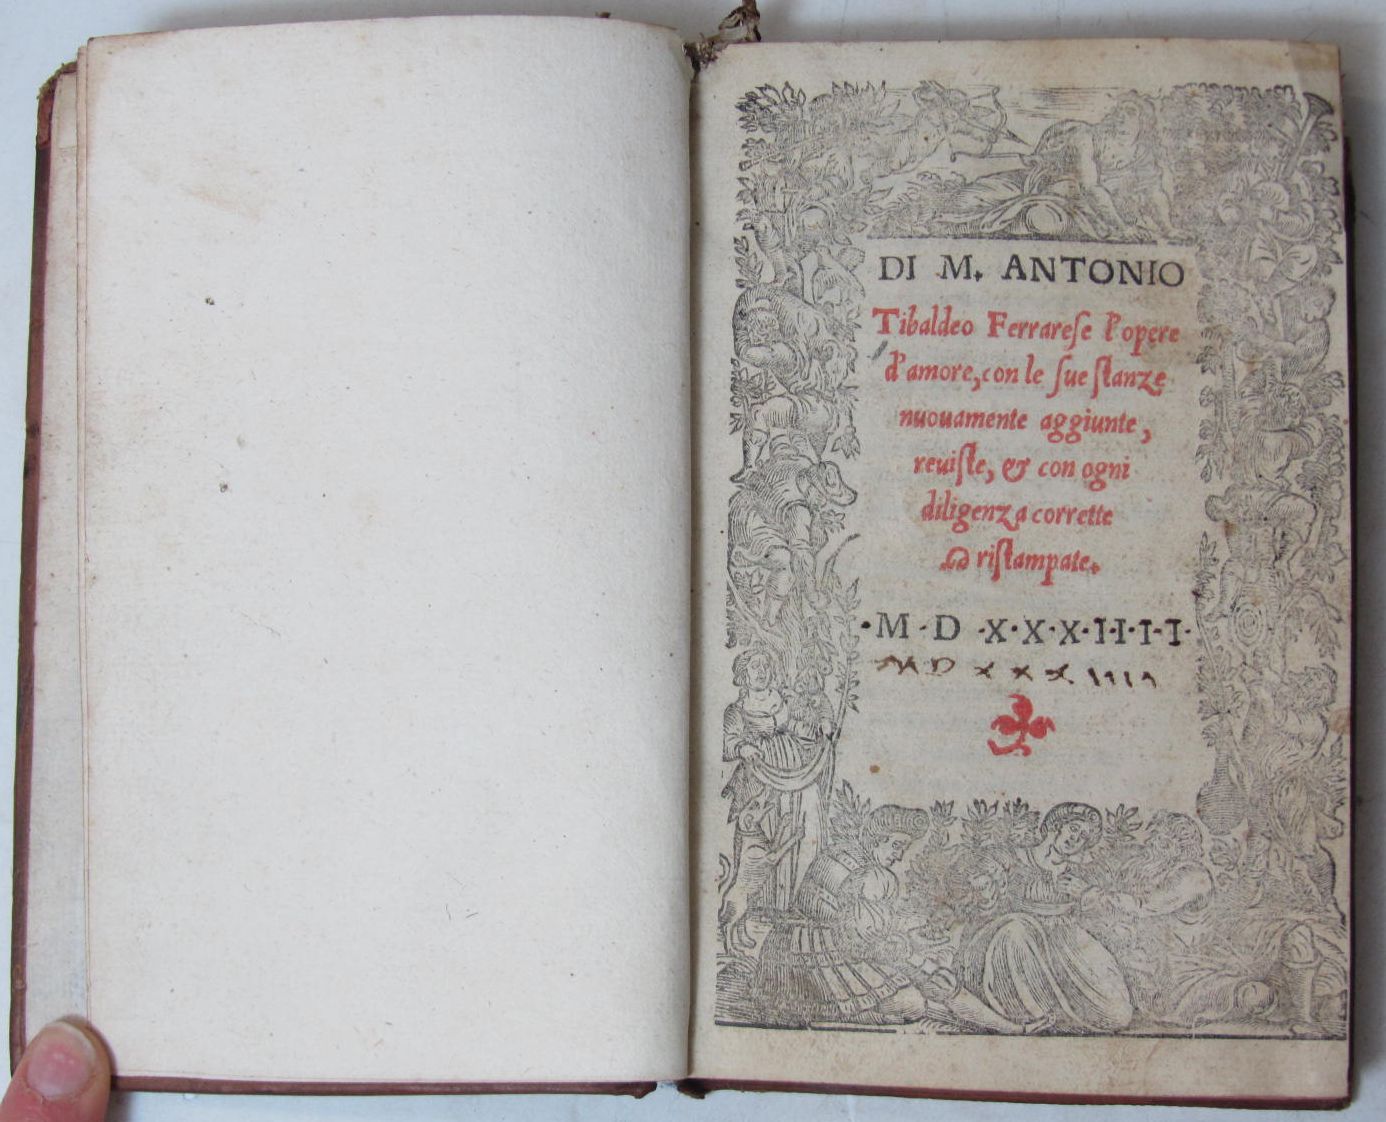 DI M. ANTONIO
Tibaldeo Ferrarese l'opere
d'amore, con le sue stanze
nuouamente aggiunte,
reuiste, & con ogni
diligenza corrette
& ristampate.
·M·D·X·X·X·I·I·I·I·
M D X X X I I I I